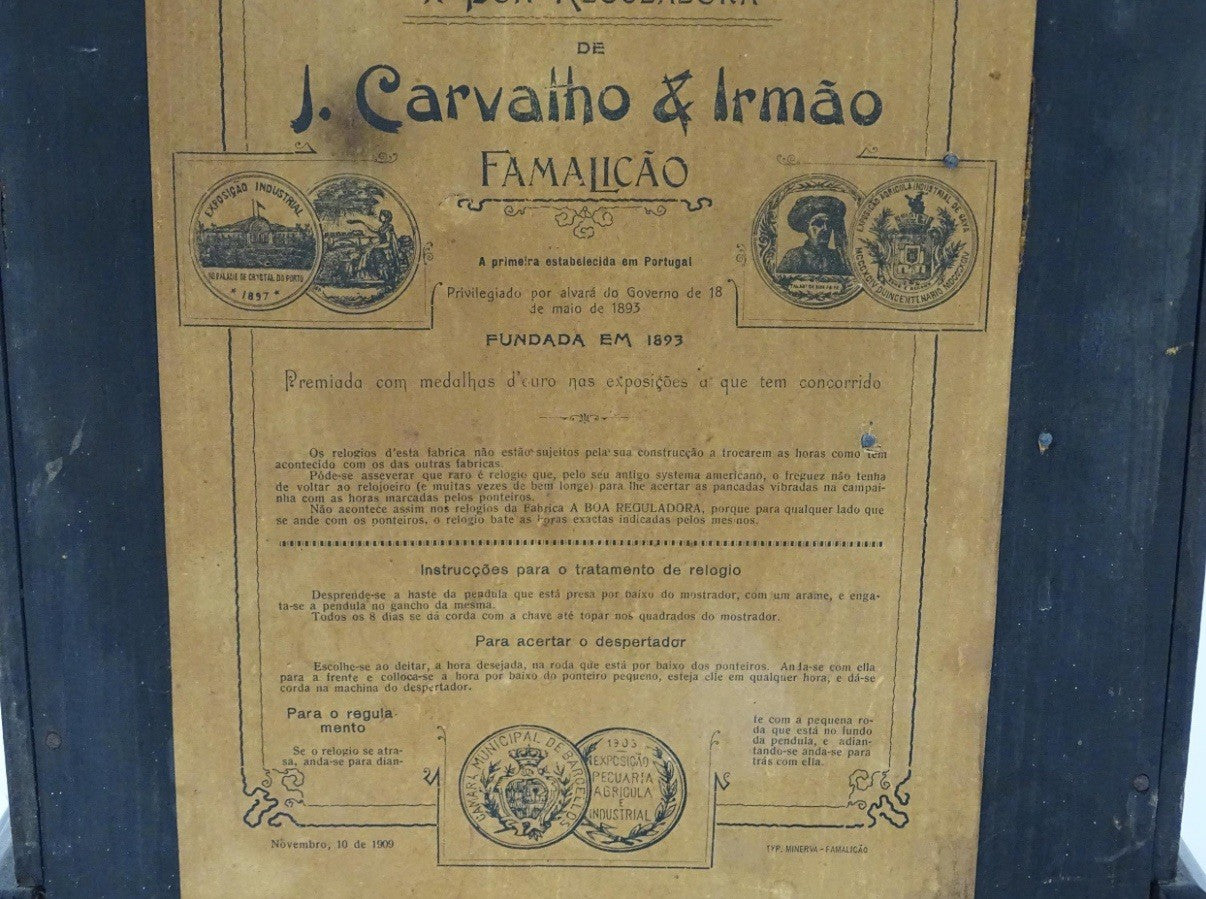 A BOA REGULADORA
DE
J. Carvalho & Irmão
FAMALICÃO
EXPOSIÇÃO INDUSTRIAL
NO PALACIO DE CRYSTAL DO PORTO
* 1897 *
EXPOSIÇÃO AGRICOLA INDUSTRIAL DE GAYA
MDCCCXCIV QUINCENTENARIO
A primeira estabelecida em Portugal
Privilegiado por alvará do Governo de 18
de maio de 1893
FUNDADA EM 1893
Premiada com medalhas d'ouro nas exposições a que tem concorrido
Os relogios d'esta fabrica não estão sujeitos pela sua construcção a trocarem as horas como tem
acontecido com os das outras fabricas.
Póde-se asseverar que raro é relogio que, pelo seu antigo systema americano, o freguez não tenha
de voltar ao relojoeiro (e muitas vezes de bem longe) para lhe acertar as pancadas vibradas na campai-
nha com as horas marcadas pelos ponteiros.
Não acontece assim nos relogios da Fabrica A BOA REGULADORA, porque para qualquer lado que
se ande com os ponteiros, o relogio bate as horas exactas indicadas pelos mesmos.
Instrucções para o tratamento de relogio
Desprende-se a haste da pendula que está presa por baixo do mostrador, com um arame, e enga-
ta-se a pendula no gancho da mesma.
Todos os 8 dias se dá corda com a chave até topar nos quadrados do mostrador.
Para acertar o despertador
Escolhe-se ao deitar, a hora desejada, na roda que está por baixo dos ponteiros. Anda-se com ella
para a frente e colloca-se a hora por baixo do ponteiro pequeno, esteja elle em qualquer hora, e dá-se
corda na machina do despertador.
Para o regula-
mento
Se o relogio se atra-
sa, anda-se para dian-
te com a pequena ro-
da que está no fundo
da pendula, e adian-
tando-se anda-se para
trás com ella.
CAMARA MUNICIPAL DE BARCELLOS
1903
EXPOSIÇÃO
PECUARIA
AGRICOLA
E
INDUSTRIAL
Novembro, 10 de 1909
TYP. MINERVA - FAMALICÃO